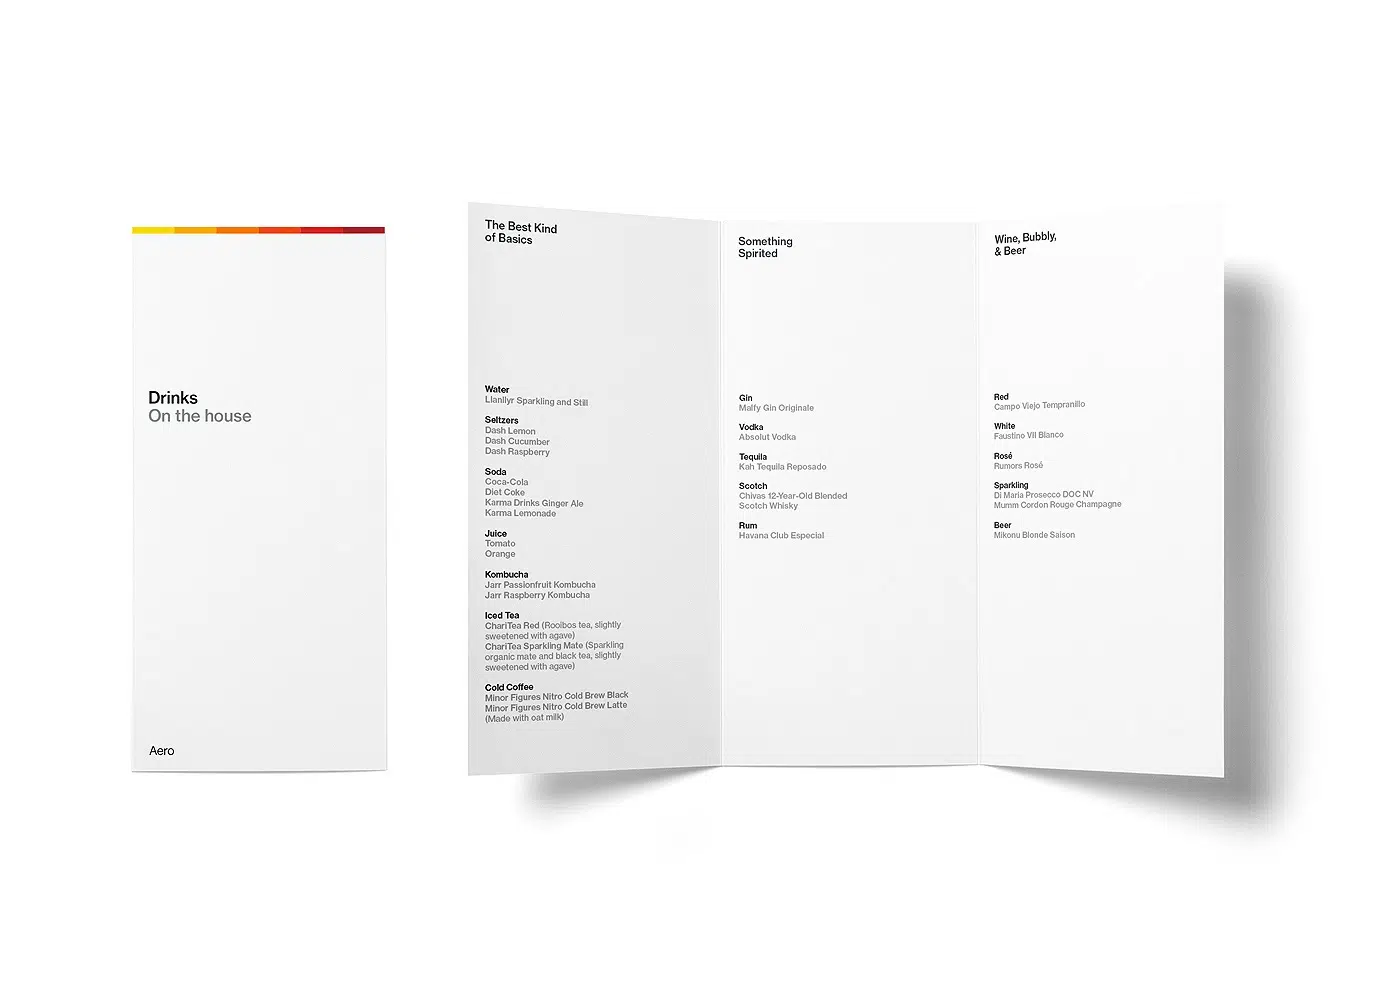 Drinks
On the house
Aero
The Best Kind
of Basics
Water
Llanllyr Sparkling and Still
Seltzers
Dash Lemon
Dash Cucumber
Dash Raspberry
Soda
Coca-Cola
Diet Coke
Karma Drinks Ginger Ale
Karma Lemonade
Juice
Tomato
Orange
Kombucha
Jarr Passionfruit Kombucha
Jarr Raspberry Kombucha
Iced Tea
ChariTea Red (Rooibos tea, slightly
sweetened with agave)
ChariTea Sparkling Mate (Sparkling
organic mate and black tea, slightly
sweetened with agave)
Cold Coffee
Minor Figures Nitro Cold Brew Black
Minor Figures Nitro Cold Brew Latte
(Made with oat milk)
Something
Spirited
Gin
Malfy Gin Originale
Vodka
Absolut Vodka
Tequila
Kah Tequila Reposado
Scotch
Chivas 12-Year-Old Blended
Scotch Whisky
Rum
Havana Club Especial
Wine, Bubbly,
& Beer
Red
Campo Viejo Tempranillo
White
Faustino VII Blanco
Rosé
Rumors Rosé
Sparkling
Di Maria Prosecco DOC NV
Mumm Cordon Rouge Champagne
Beer
Mikonu Blonde Saison